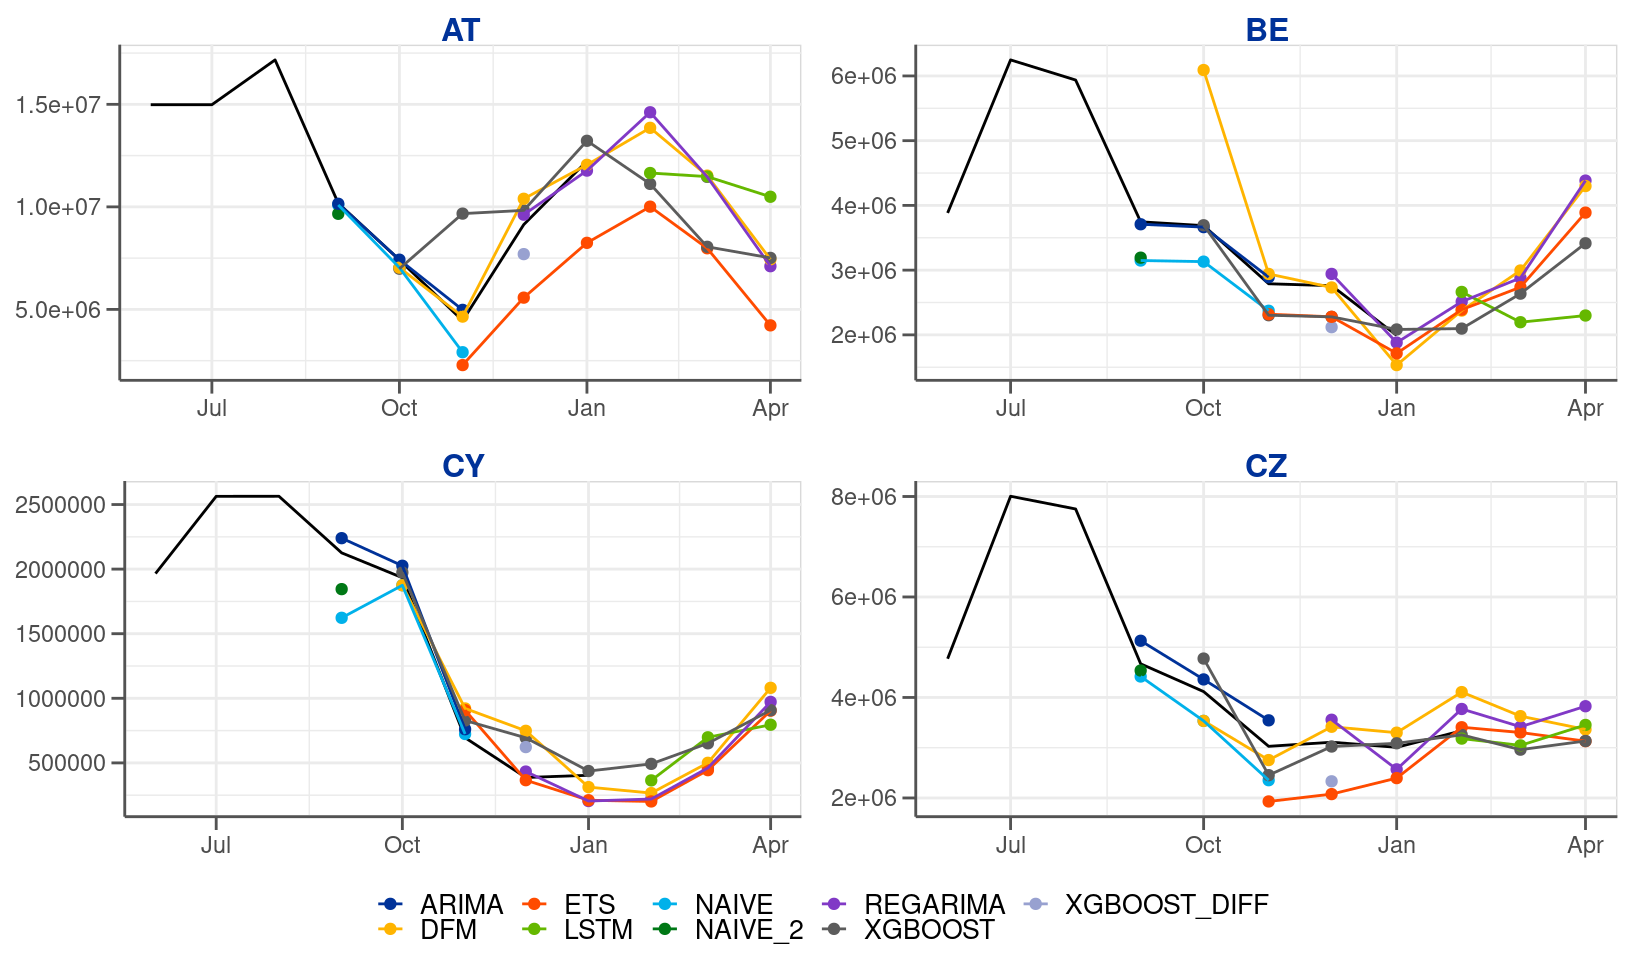 AT
BE
1.5e+07
1.0e+07
5.0e+06
Jul
Oct
Jan
Apr
6e+06
5e+06
4e+06
3e+06
2e+06
Jul
Oct
Jan
Apr
CY
CZ
2500000
2000000
1500000
1000000
500000
Jul
Oct
Jan
Apr
8e+06
6e+06
4e+06
2e+06
Jul
Oct
Jan
Apr
ARIMA ETS NAIVE REGARIMA XGBOOST_DIFF
DFM LSTM NAIVE_2 XGBOOST